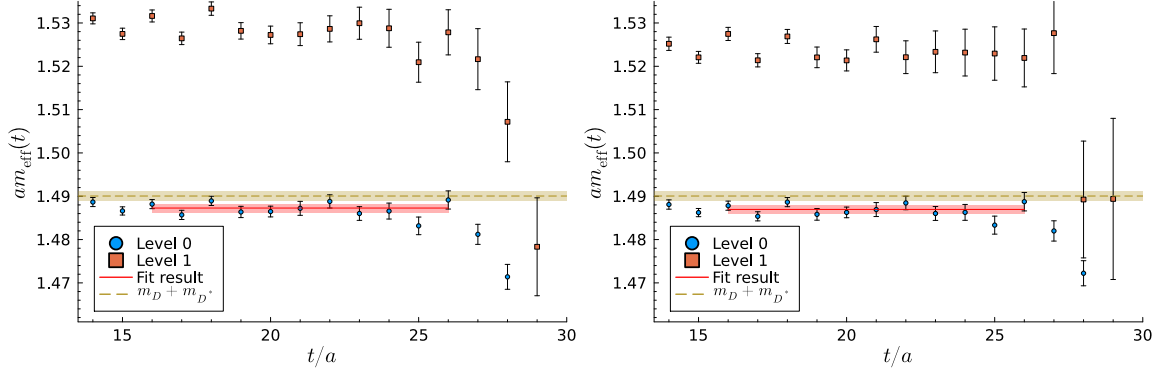 1.53
1.52
1.51
1.50
1.49
1.48
1.47
am_eff(t)
Level 0
Level 1
Fit result
m_D + m_D*
15
20
25
30
t/a
1.53
1.52
1.51
1.50
1.49
1.48
1.47
am_eff(t)
Level 0
Level 1
Fit result
m_D + m_D*
15
20
25
30
t/a